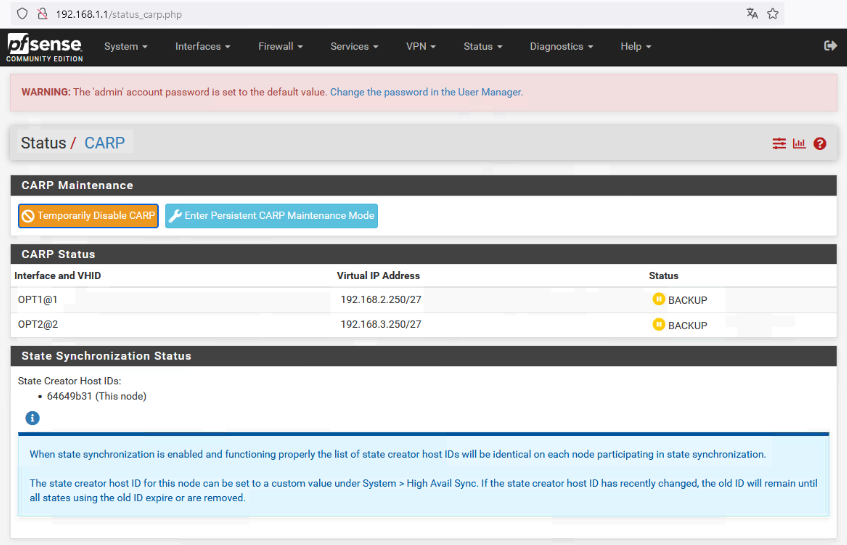 192.168.1.1/status_carp.php
pfsense
COMMUNITY EDITION
System Interfaces Firewall Services VPN Status Diagnostics Help
WARNING: The 'admin' account password is set to the default value. Change the password in the User Manager.
Status / CARP
CARP Maintenance
Temporarily Disable CARP Enter Persistent CARP Maintenance Mode
CARP Status
Interface and VHID Virtual IP Address Status
OPT1@1 192.168.2.250/27 BACKUP
OPT2@2 192.168.3.250/27 BACKUP
State Synchronization Status
State Creator Host IDs:
• 64649b31 (This node)
When state synchronization is enabled and functioning properly the list of state creator host IDs will be identical on each node participating in state synchronization.
The state creator host ID for this node can be set to a custom value under System > High Avail Sync. If the state creator host ID has recently changed, the old ID will remain until
all states using the old ID expire or are removed.